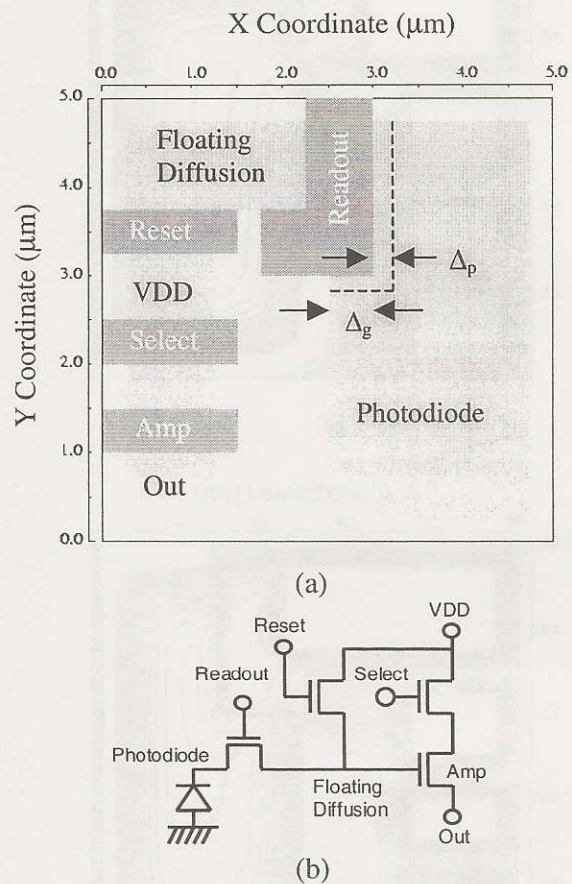 X Coordinate (µm)
0.0 1.0 2.0 3.0 4.0 5.0
5.0
4.0
3.0
2.0
1.0
0.0
Y Coordinate (µm)
Floating
Diffusion
Readout
Reset
Δp
VDD
Δg
Select
Photodiode
Amp
Out
(a)
VDD
Reset
Readout
Select
Photodiode
Floating
Diffusion
Amp
Out
(b)